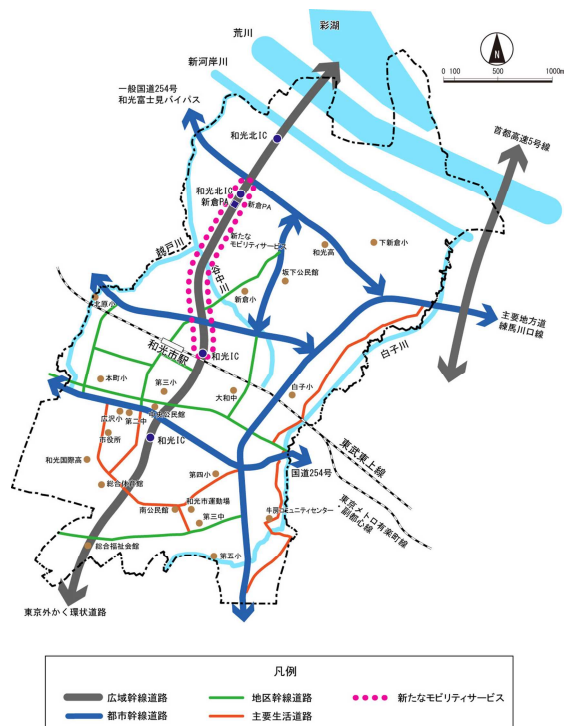 彩湖
荒川
新河岸川
N
0 100 500 1000m
一般国道254号
和光富士見バイパス
首都高速5号線
和光北IC
和光北IC
新倉PA
新倉PA
新たな
モビリティサービス
越戸川
谷中川
和光高
下新倉小
坂下公民館
新倉小
北原小
主要地方道
練馬川口線
白子川
和光市駅
和光IC
本町小
第三小
大和中
白子小
広沢小
第二中
中央公民館
市役所
和光IC
東武東上線
和光国際高
国道254号
第四小
総合体育館
東京メトロ有楽町線
・副都心線
南公民館
和光市運動場
第三中
牛房コミュニティセンター
総合福祉会館
第五小
東京外かく環状道路
凡例
広域幹線道路
地区幹線道路
新たなモビリティサービス
都市幹線道路
主要生活道路